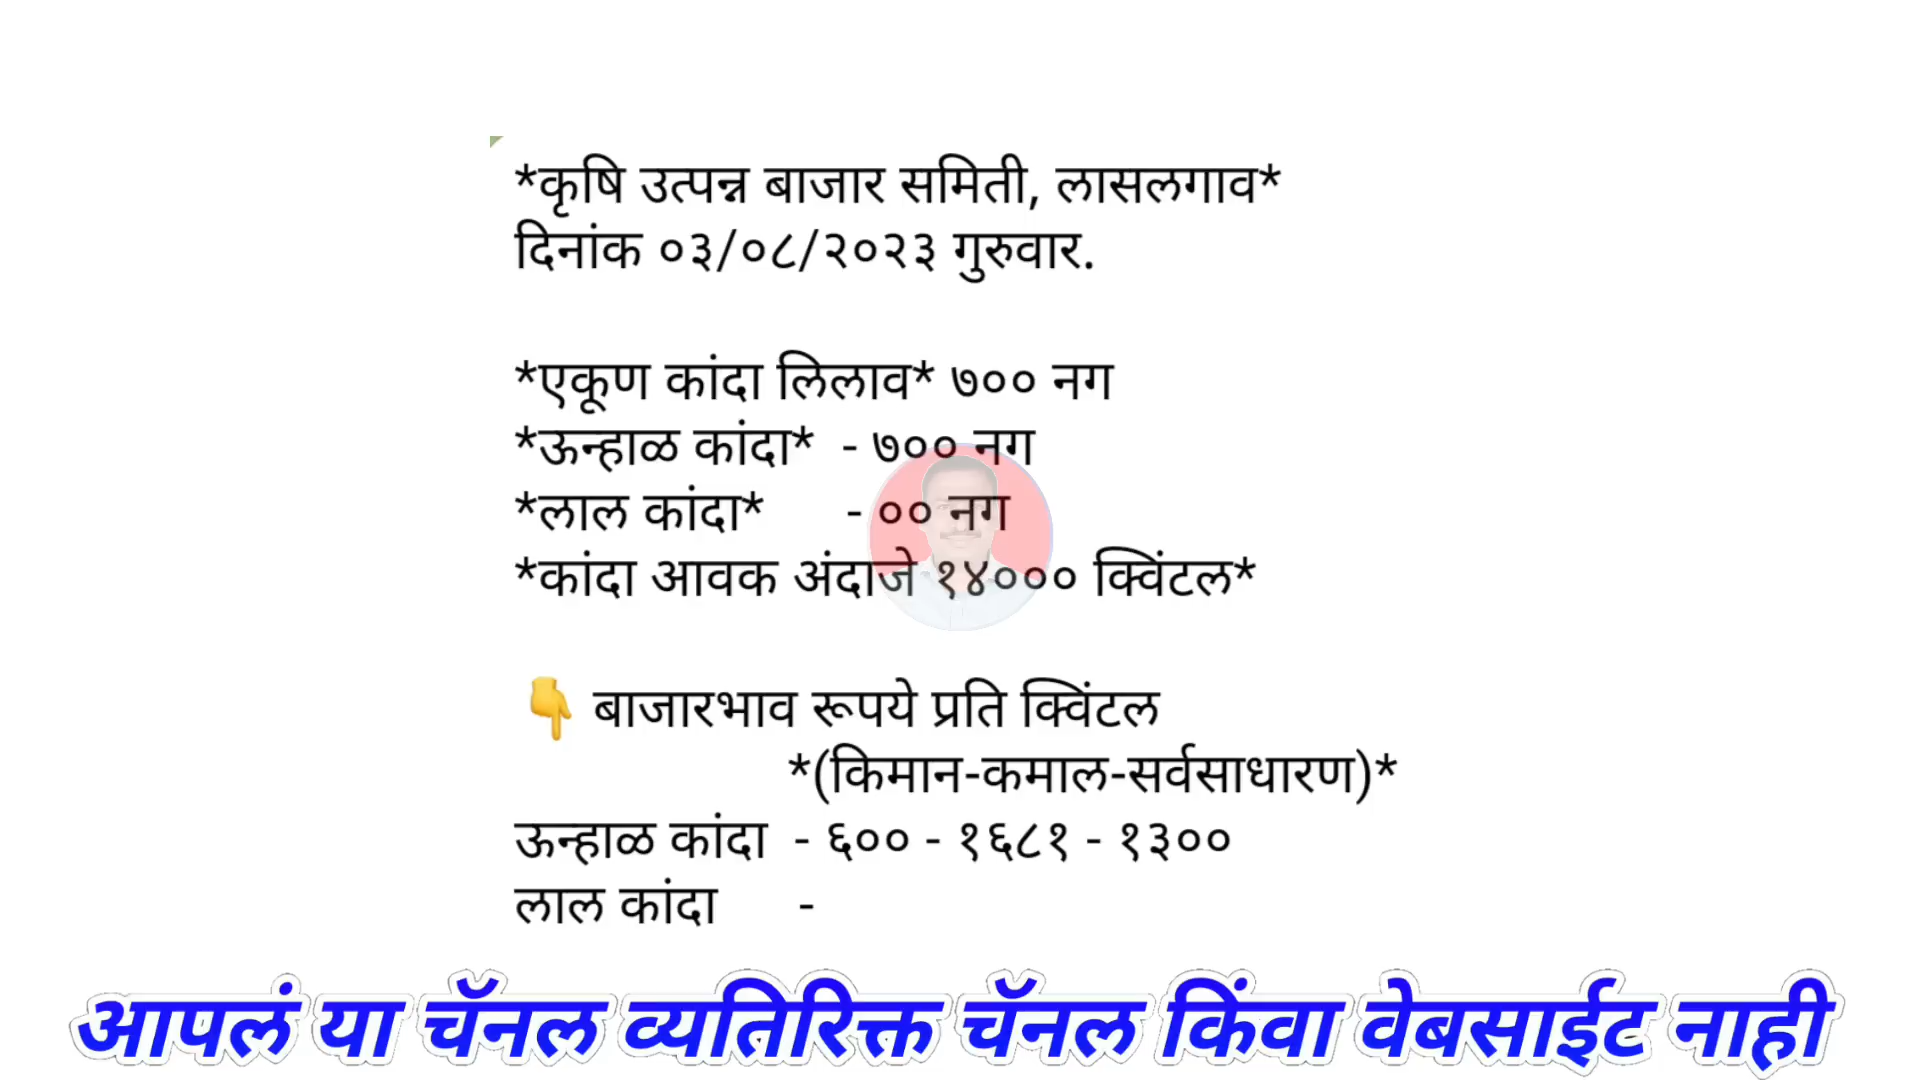 *कृषि उत्पन्न बाजार समिती, लासलगाव*
दिनांक ०३/०८/२०२३ गुरुवार.
*एकूण कांदा लिलाव* ७०० नग
*ऊन्हाळ कांदा* - ७०० नग
*लाल कांदा* - ०० नग
*कांदा आवक अंदाजे १४००० क्विंटल*
👇 बाजारभाव रूपये प्रति क्विंटल
*(किमान-कमाल-सर्वसाधारण)*
ऊन्हाळ कांदा - ६०० - १६८१ - १३००
लाल कांदा -
आपलं या चॅनल व्यतिरिक्त चॅनल किंवा वेबसाईट नाही